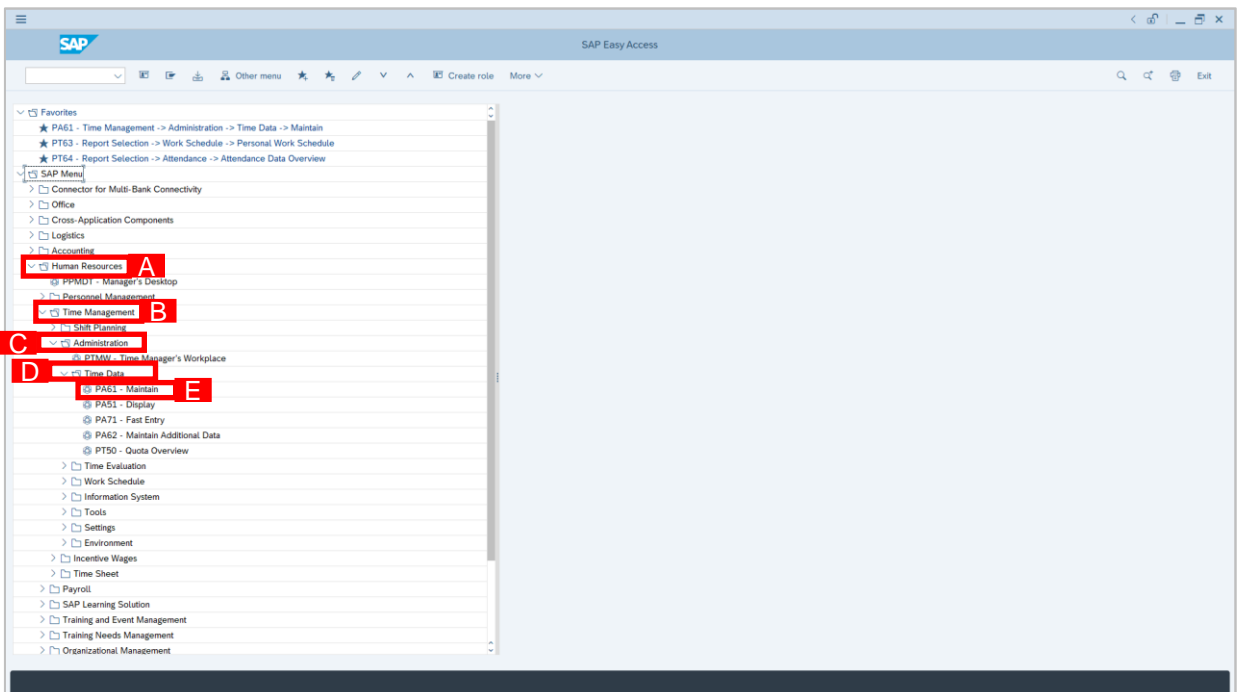 SAP
SAP Easy Access
Other menu
Create role
More
Exit
Favorites
PA61 - Time Management -> Administration -> Time Data -> Maintain
PT63 - Report Selection -> Work Schedule -> Personal Work Schedule
PT64 - Report Selection -> Attendance -> Attendance Data Overview
SAP Menu
Connector for Multi-Bank Connectivity
Office
Cross-Application Components
Logistics
Accounting
Human Resources A
PPMDT - Manager's Desktop
Personnel Management
Time Management B
Shift Planning
C Administration
PTMW - Time Manager's Workplace
D Time Data
PA61 - Maintain E
PA51 - Display
PA71 - Fast Entry
PA62 - Maintain Additional Data
PT50 - Quota Overview
Time Evaluation
Work Schedule
Information System
Tools
Settings
Environment
Incentive Wages
Time Sheet
Payroll
SAP Learning Solution
Training and Event Management
Training Needs Management
Organizational Management